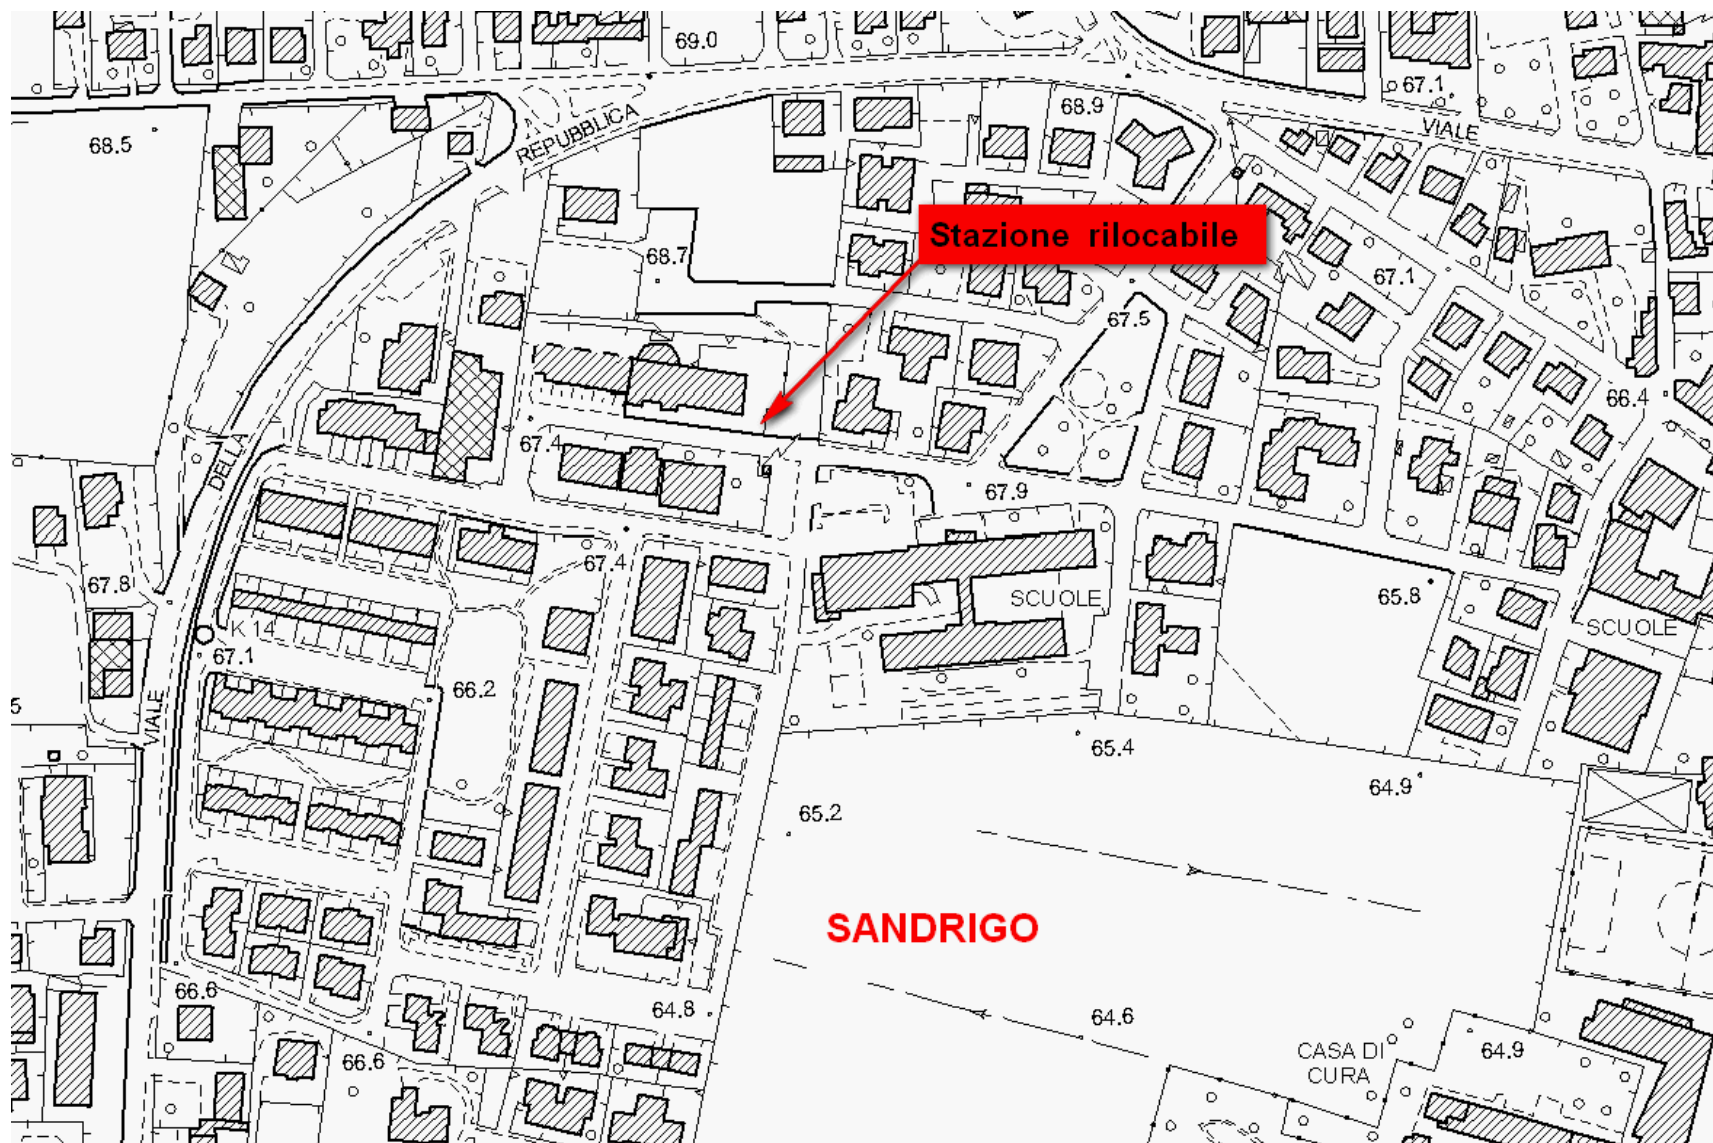 69.0
67.1
68.9
REPUBBLICA
VIALE
68.5
Stazione rilocabile
68.7
67.1
67.5
66.4
67.4
DELLA
67.9
67.4
67.8
65.8
SCUOLE
SCUOLE
K 14
67.1
66.2
5
VIALE
65.4
64.9
65.2
SANDRIGO
66.6
64.8
64.6
64.9
CASA DI
CURA
66.6